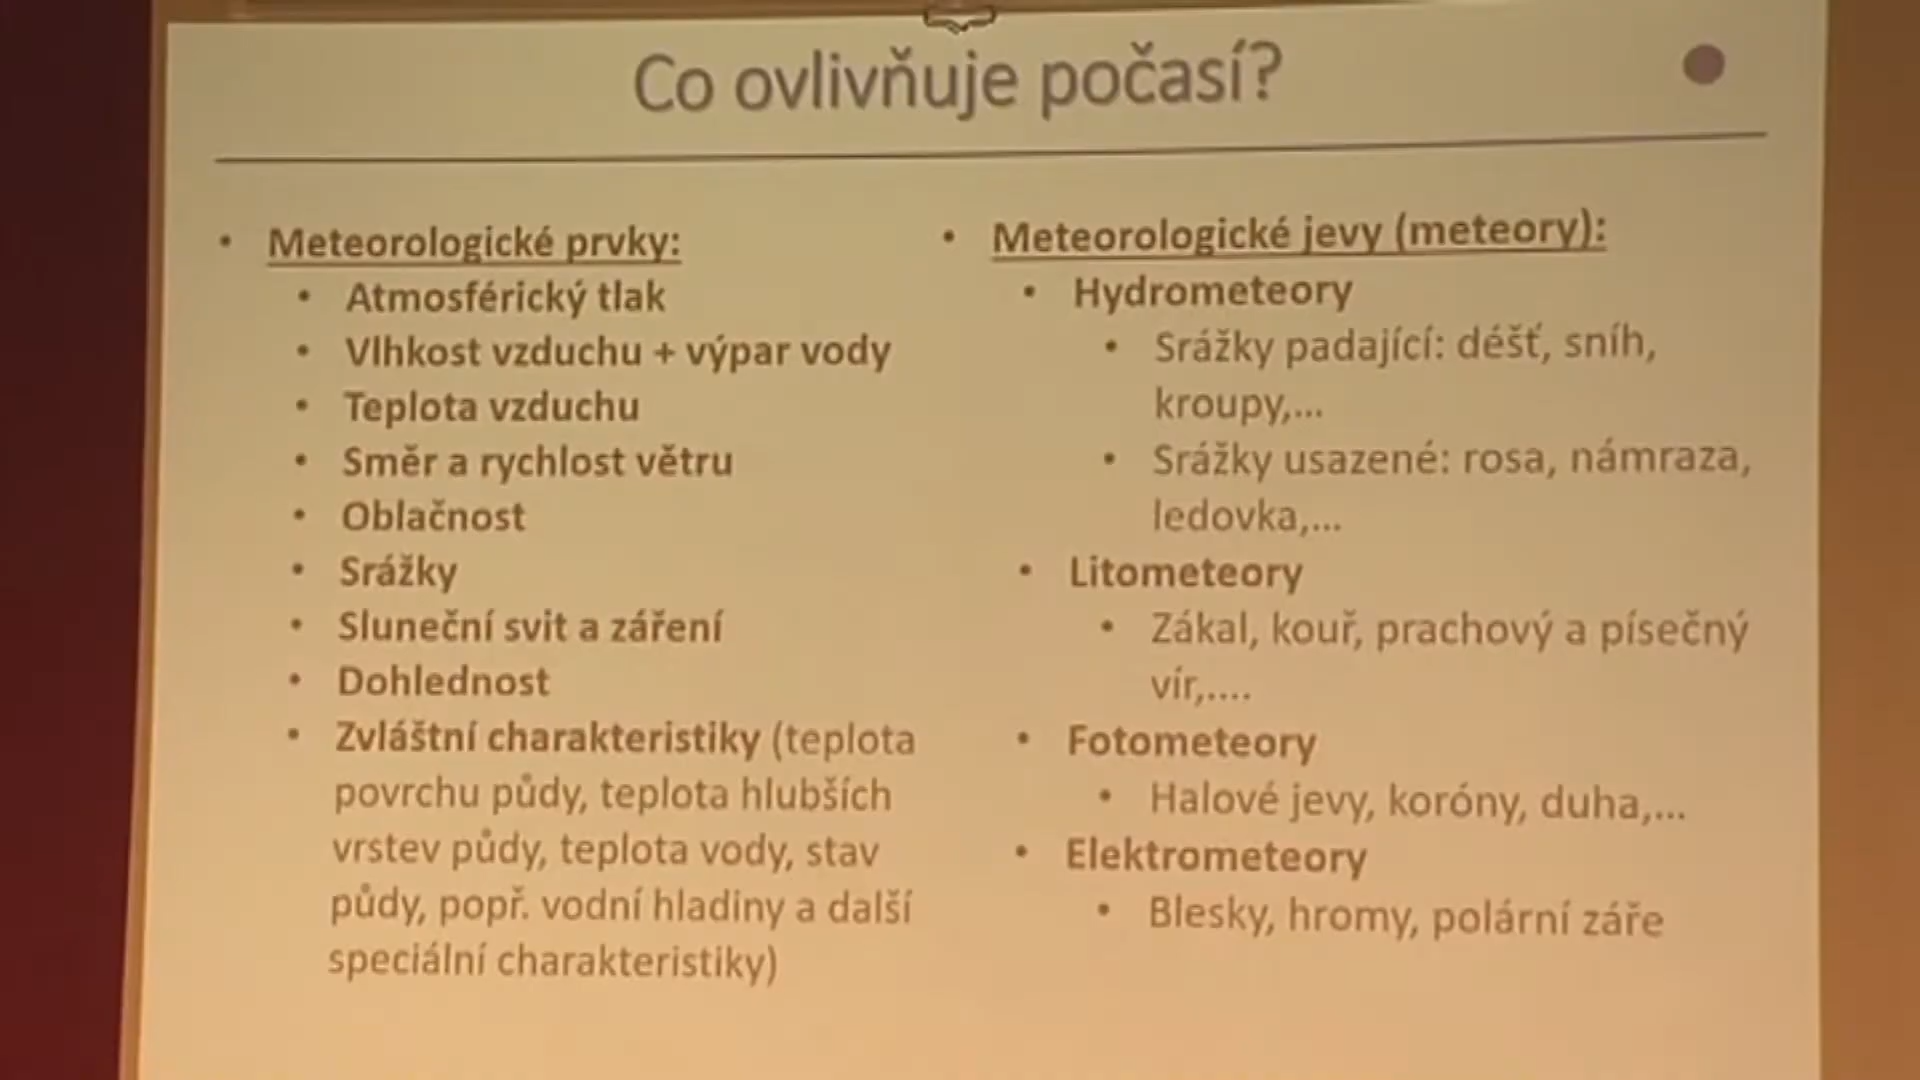 Co ovlivňuje počasí?
• Meteorologické prvky:
• Atmosférický tlak
• Vlhkost vzduchu + výpar vody
• Teplota vzduchu
• Směr a rychlost větru
• Oblačnost
• Srážky
• Sluneční svit a záření
• Dohlednost
• Zvláštní charakteristiky (teplota
povrchu půdy, teplota hlubších
vrstev půdy, teplota vody, stav
půdy, popř. vodní hladiny a další
speciální charakteristiky)
• Meteorologické jevy (meteory):
• Hydrometeory
• Srážky padající: déšť, sníh,
kroupy,...
• Srážky usazené: rosa, námraza,
ledovka,...
• Litometeory
• Zákal, kouř, prachový a písečný
vír,....
• Fotometeory
• Halové jevy, koróny, duha,...
• Elektrometeory
• Blesky, hromy, polární záře